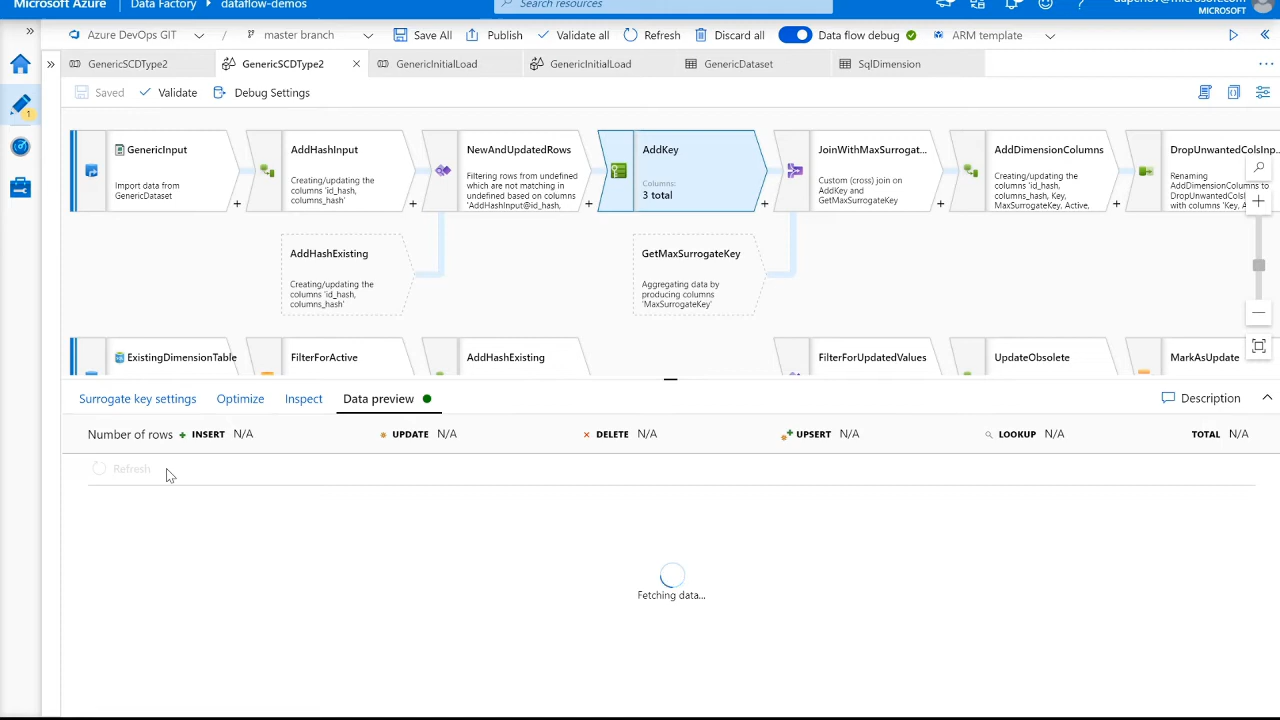 Microsoft Azure
Data Factory
dataflow-demos
Search resources
MICROSOFT
Azure DevOps GIT
/
master branch
Save All
Publish
Validate all
Refresh
Discard all
Data flow debug
ARM template
GenericSCDType2
GenericSCDType2
GenericInitialLoad
GenericInitialLoad
GenericDataset
SqlDimension
Saved
Validate
Debug Settings
1
GenericInput
Import data from
GenericDataset
AddHashInput
Creating/updating the
columns 'id_hash,
columns_hash'
NewAndUpdatedRows
Filtering rows from undefined
which are not matching in
undefined based on columns
'AddHashInput@id_hash,
AddKey
Columns:
3 total
JoinWithMaxSurrogat...
Custom (cross) join on
AddKey and
GetMaxSurrogateKey
AddDimensionColumns
Creating/updating the
columns 'id_hash,
columns_hash, Key,
MaxSurrogateKey, Active,
DropUnwantedColsInp...
Renaming
AddDimensionColumns to
DropUnwantedColsInp...
with columns 'Key, A
AddHashExisting
Creating/updating the
columns 'id_hash,
columns_hash'
GetMaxSurrogateKey
Aggregating data by
producing columns
'MaxSurrogateKey'
ExistingDimensionTable
FilterForActive
AddHashExisting
FilterForUpdatedValues
UpdateObsolete
MarkAsUpdate
Surrogate key settings
Optimize
Inspect
Data preview
Description
Number of rows
INSERT N/A
UPDATE N/A
DELETE N/A
UPSERT N/A
LOOKUP N/A
TOTAL N/A
Refresh
Fetching data...